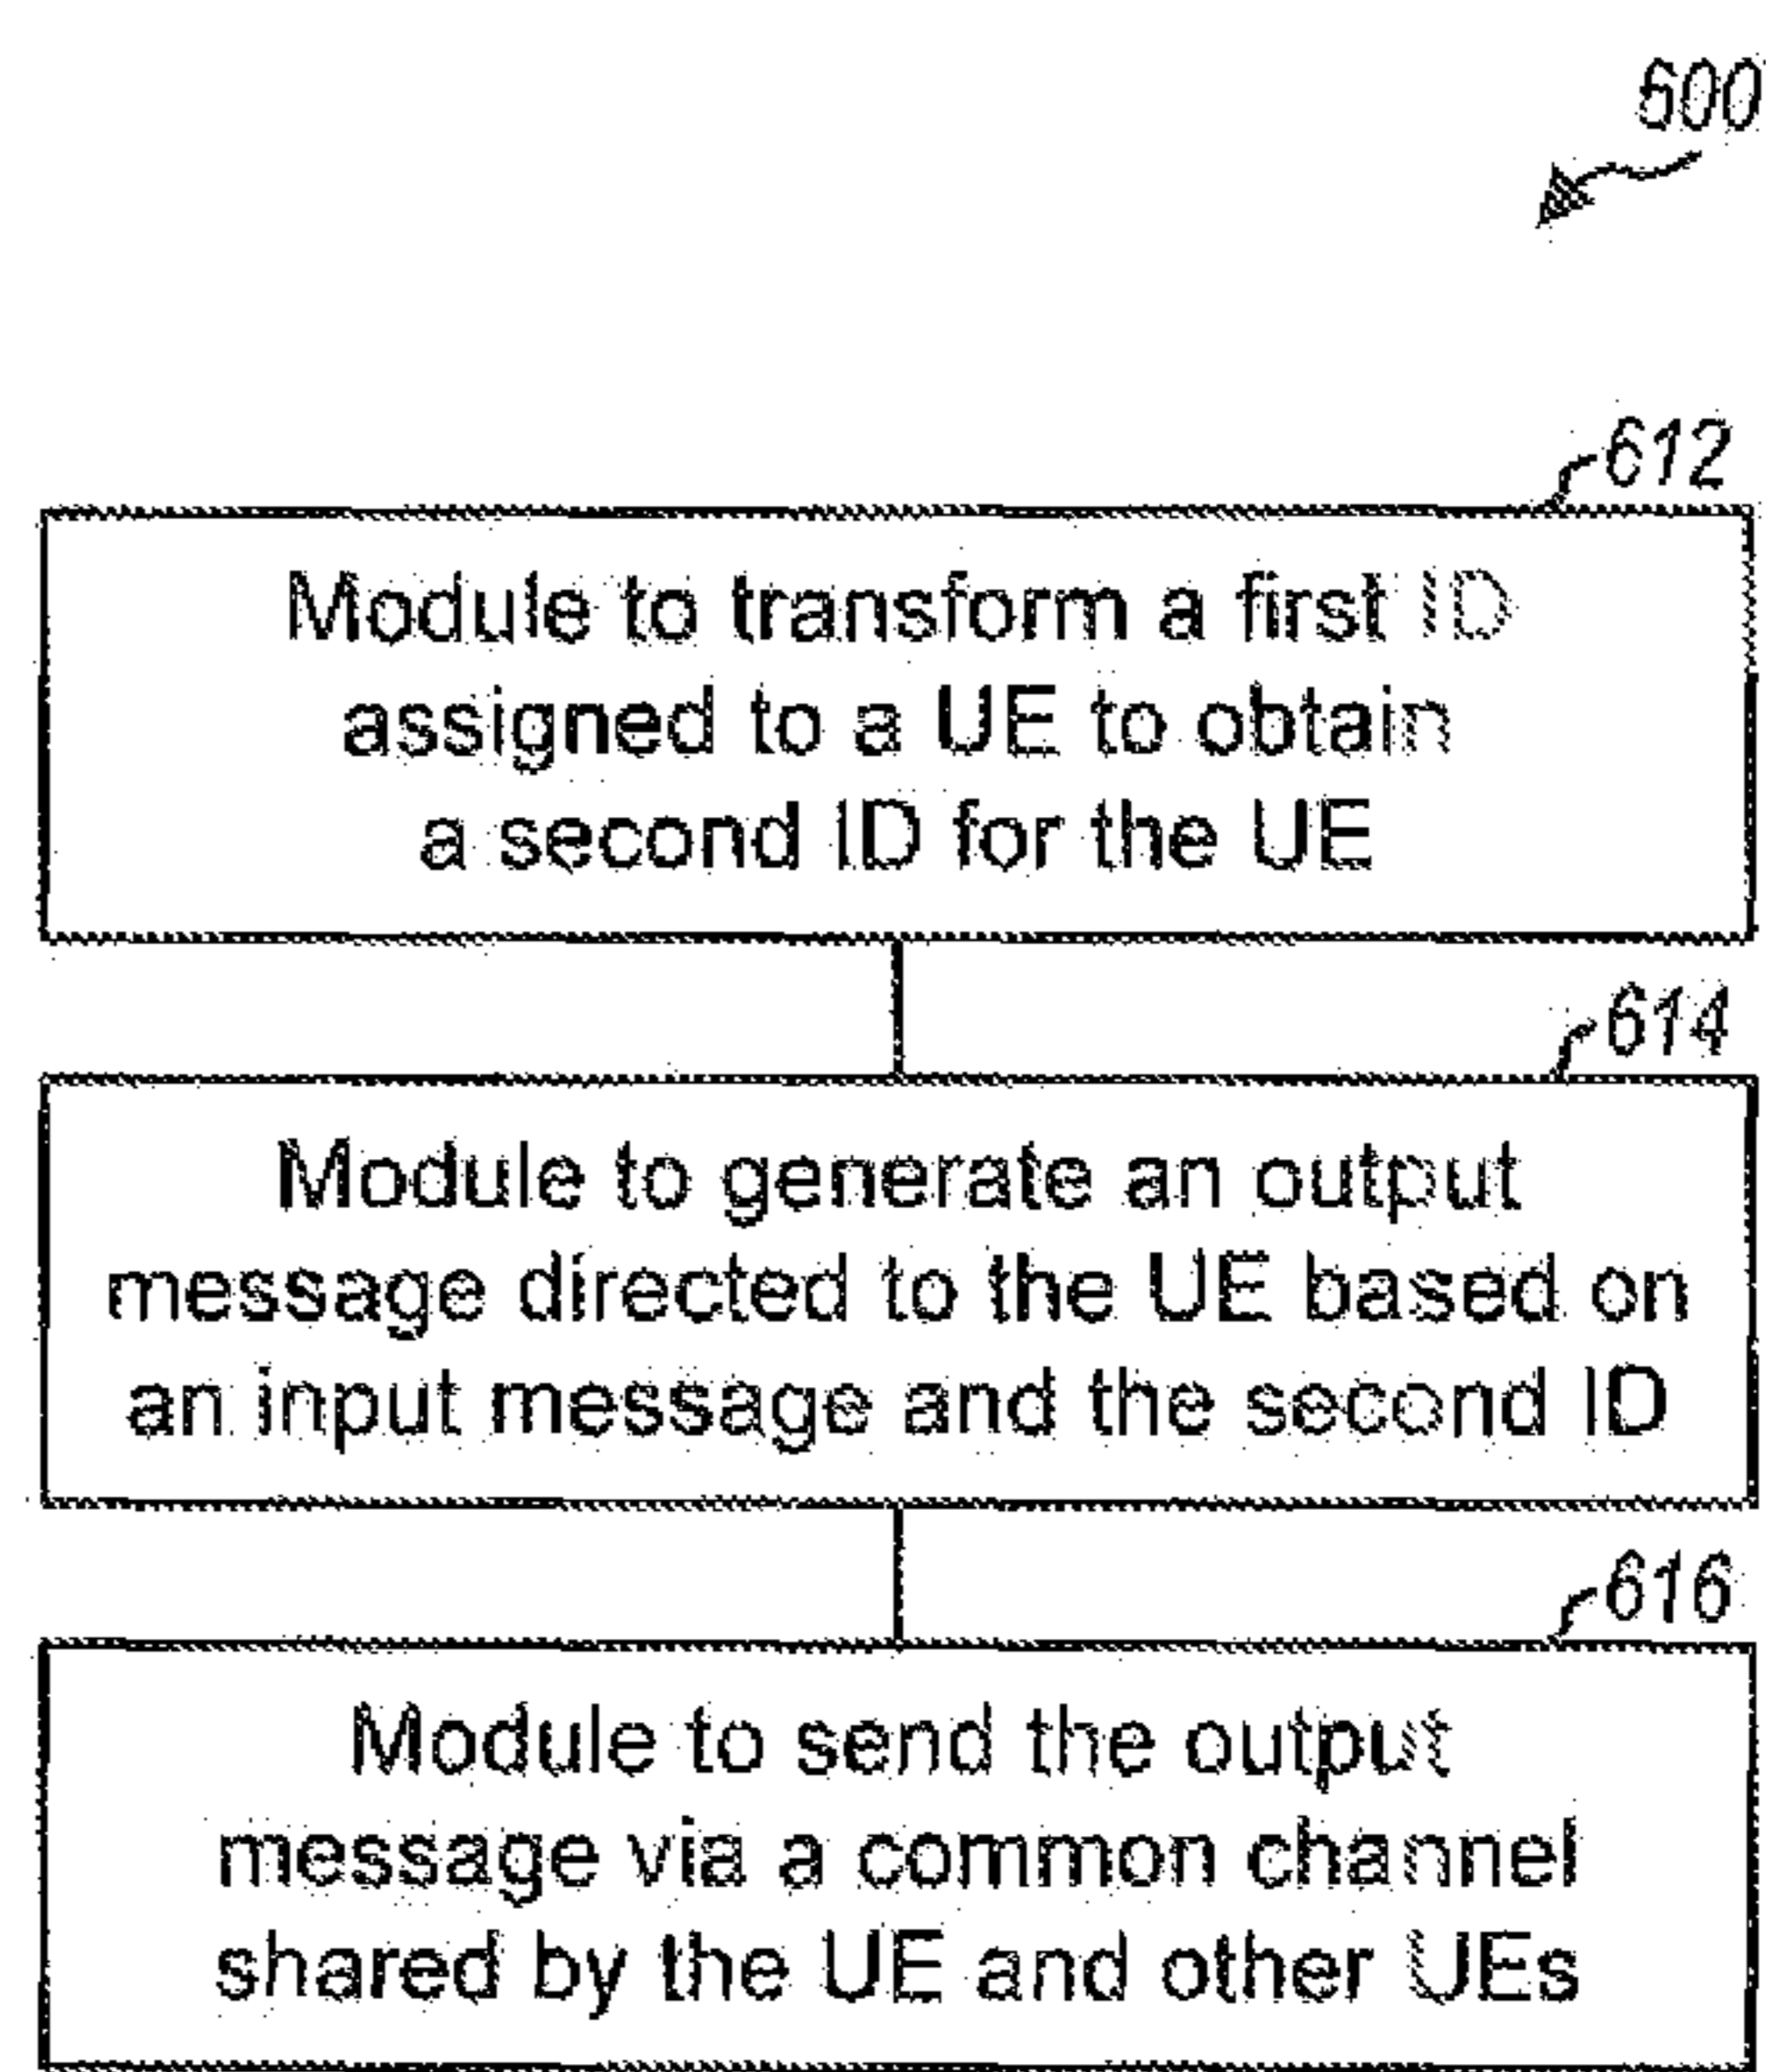 600
612
Module to transform a first ID
assigned to a UE to obtain
a second ID for the UE
614
Module to generate an output
message directed to the UE based on
an input message and the second ID
616
Module to send the output
message via a common channel
shared by the UE and other UEs